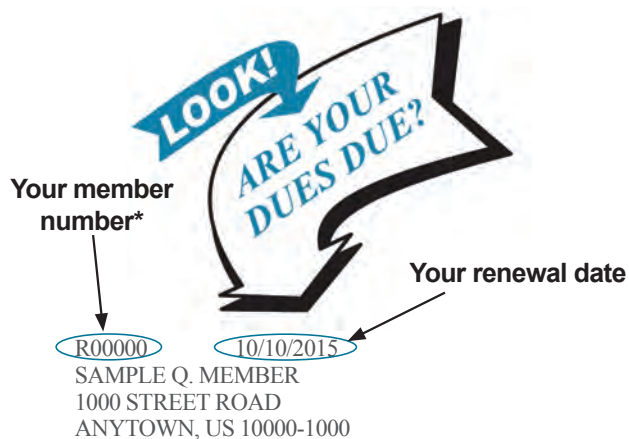 LOOK!
ARE YOUR
DUES DUE?
Your member
number*
Your renewal date
R00000 10/10/2015
SAMPLE Q. MEMBER
1000 STREET ROAD
ANYTOWN, US 10000-1000